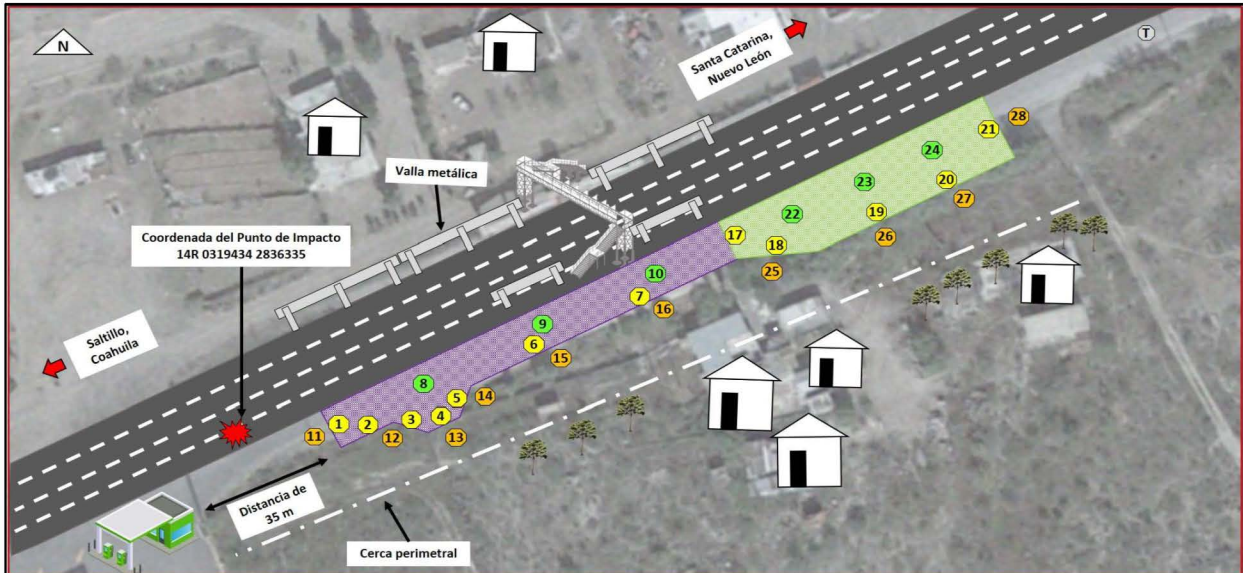 N
Santa Catarina,
Nuevo León
T
Valla metálica
Coordenada del Punto de Impacto
14R 0319434 2836335
Saltillo,
Coahuila
21
28
24
20
27
23
19
26
22
17
18
25
10
7
16
9
6
15
8
5
14
4
13
3
12
2
1
11
Distancia de
35 m
Cerca perimetral